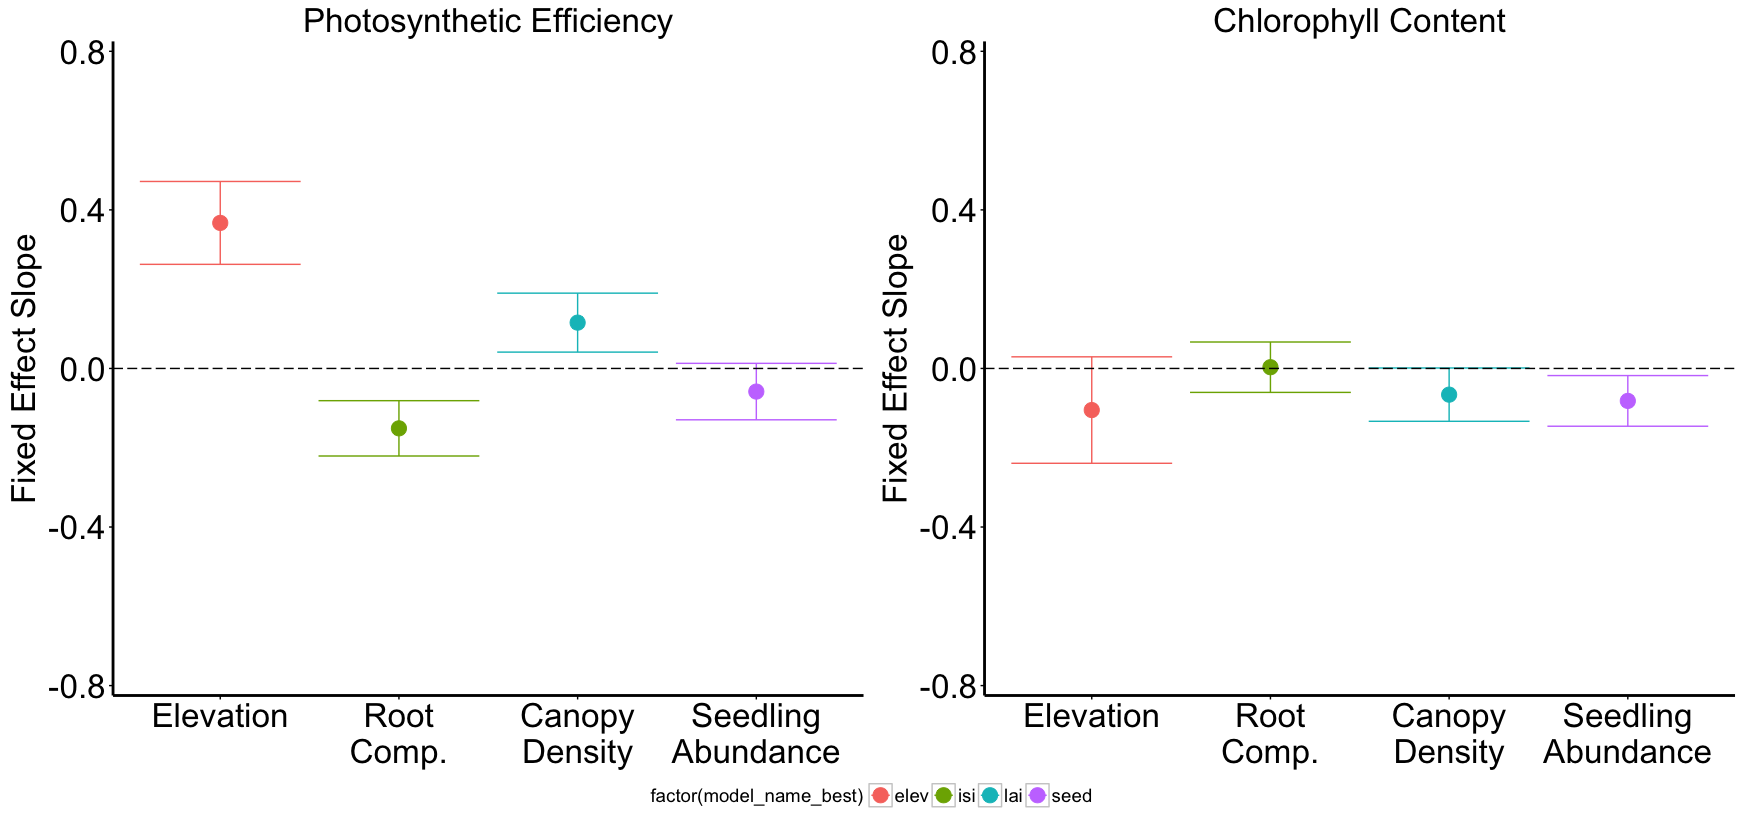 Photosynthetic Efficiency
Fixed Effect Slope
0.8
0.4
0.0
-0.4
-0.8
Elevation
Root
Comp.
Canopy
Density
Seedling
Abundance
Chlorophyll Content
Fixed Effect Slope
0.8
0.4
0.0
-0.4
-0.8
Elevation
Root
Comp.
Canopy
Density
Seedling
Abundance
factor(model_name_best) elev isi lai seed